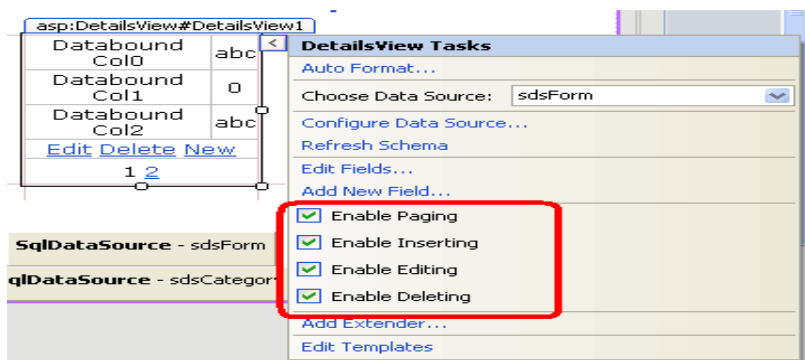 asp:DetailsView#DetailsView1
Databound Col0
abc
Databound Col1
0
Databound Col2
abc
Edit Delete New
1 2
SqlDataSource - sdsForm
qlDataSource - sdsCategor
<
DetailsView Tasks
Auto Format...
Choose Data Source:
sdsForm
Configure Data Source...
Refresh Schema
Edit Fields...
Add New Field...
Enable Paging
Enable Inserting
Enable Editing
Enable Deleting
Add Extender...
Edit Templates